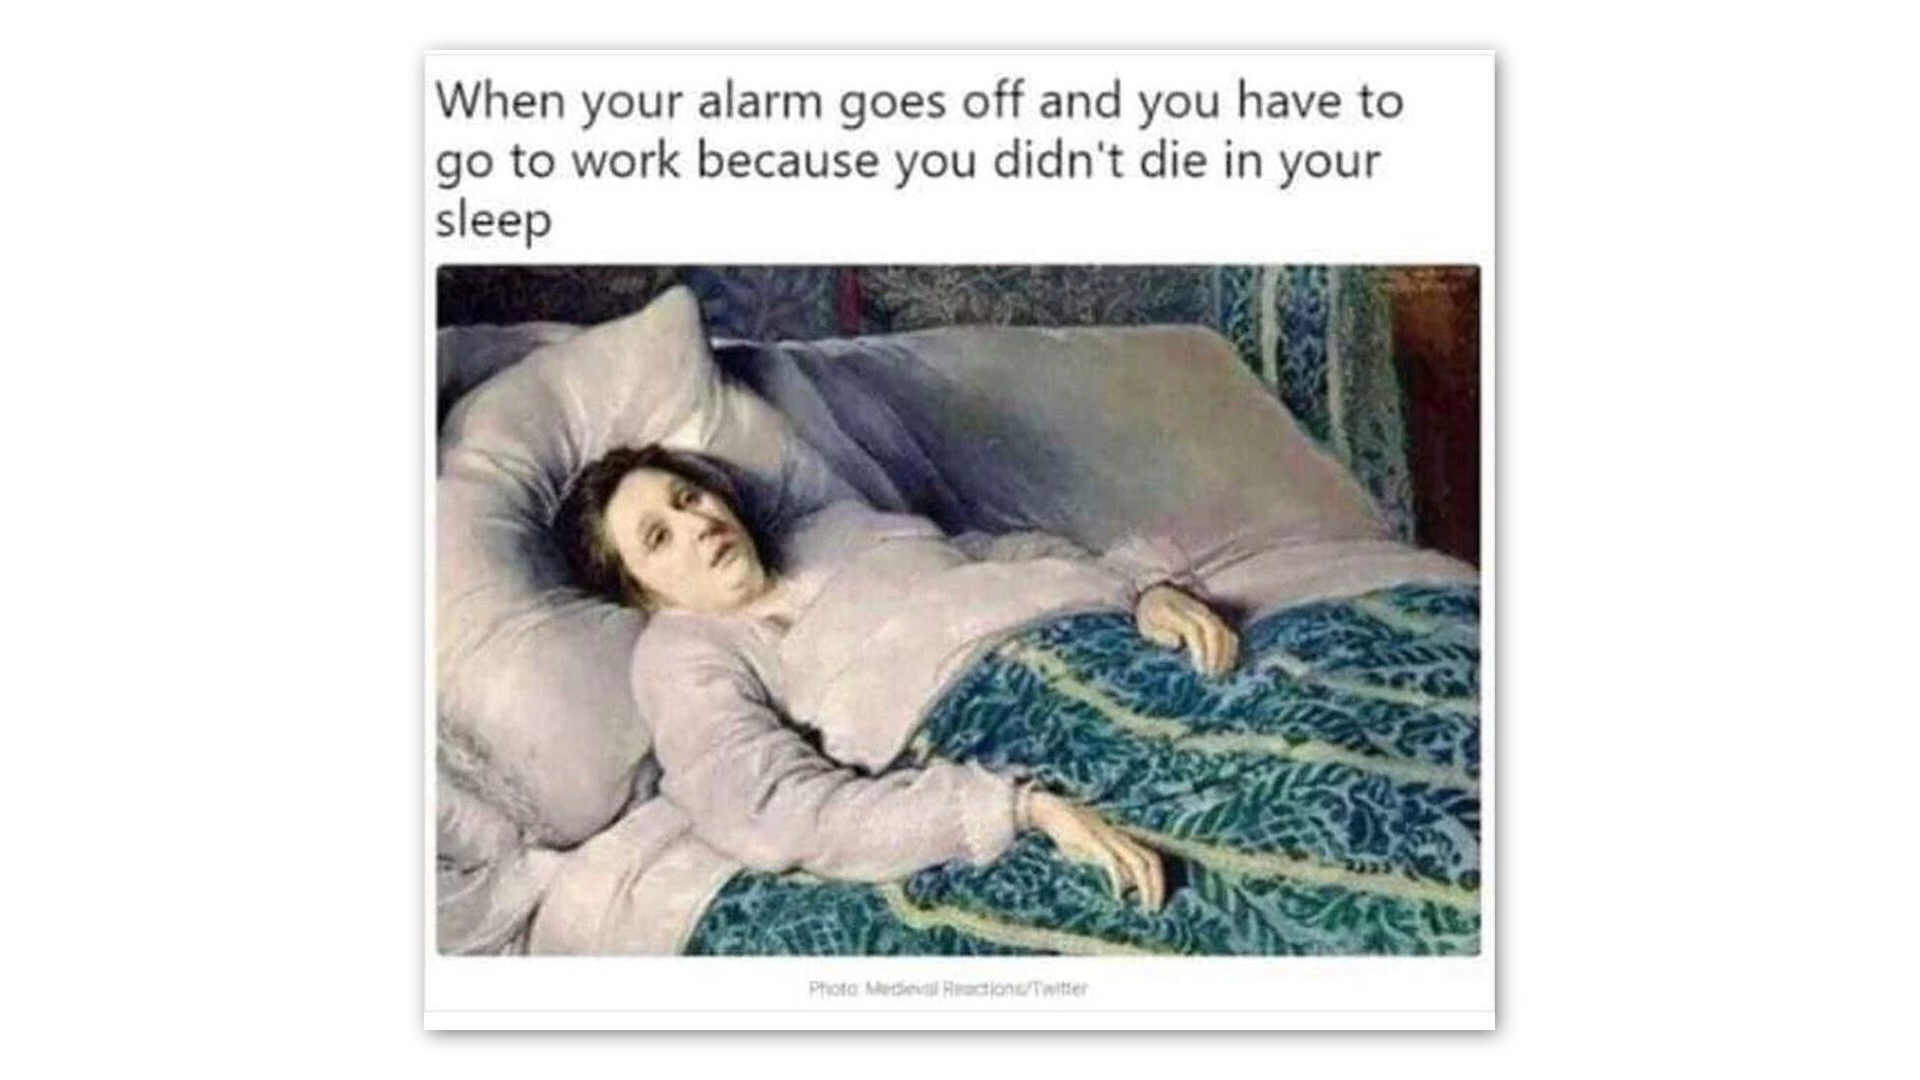 When your alarm goes off and you have to
go to work because you didn't die in your
sleep
Photo: Medieval Reactions/Twitter